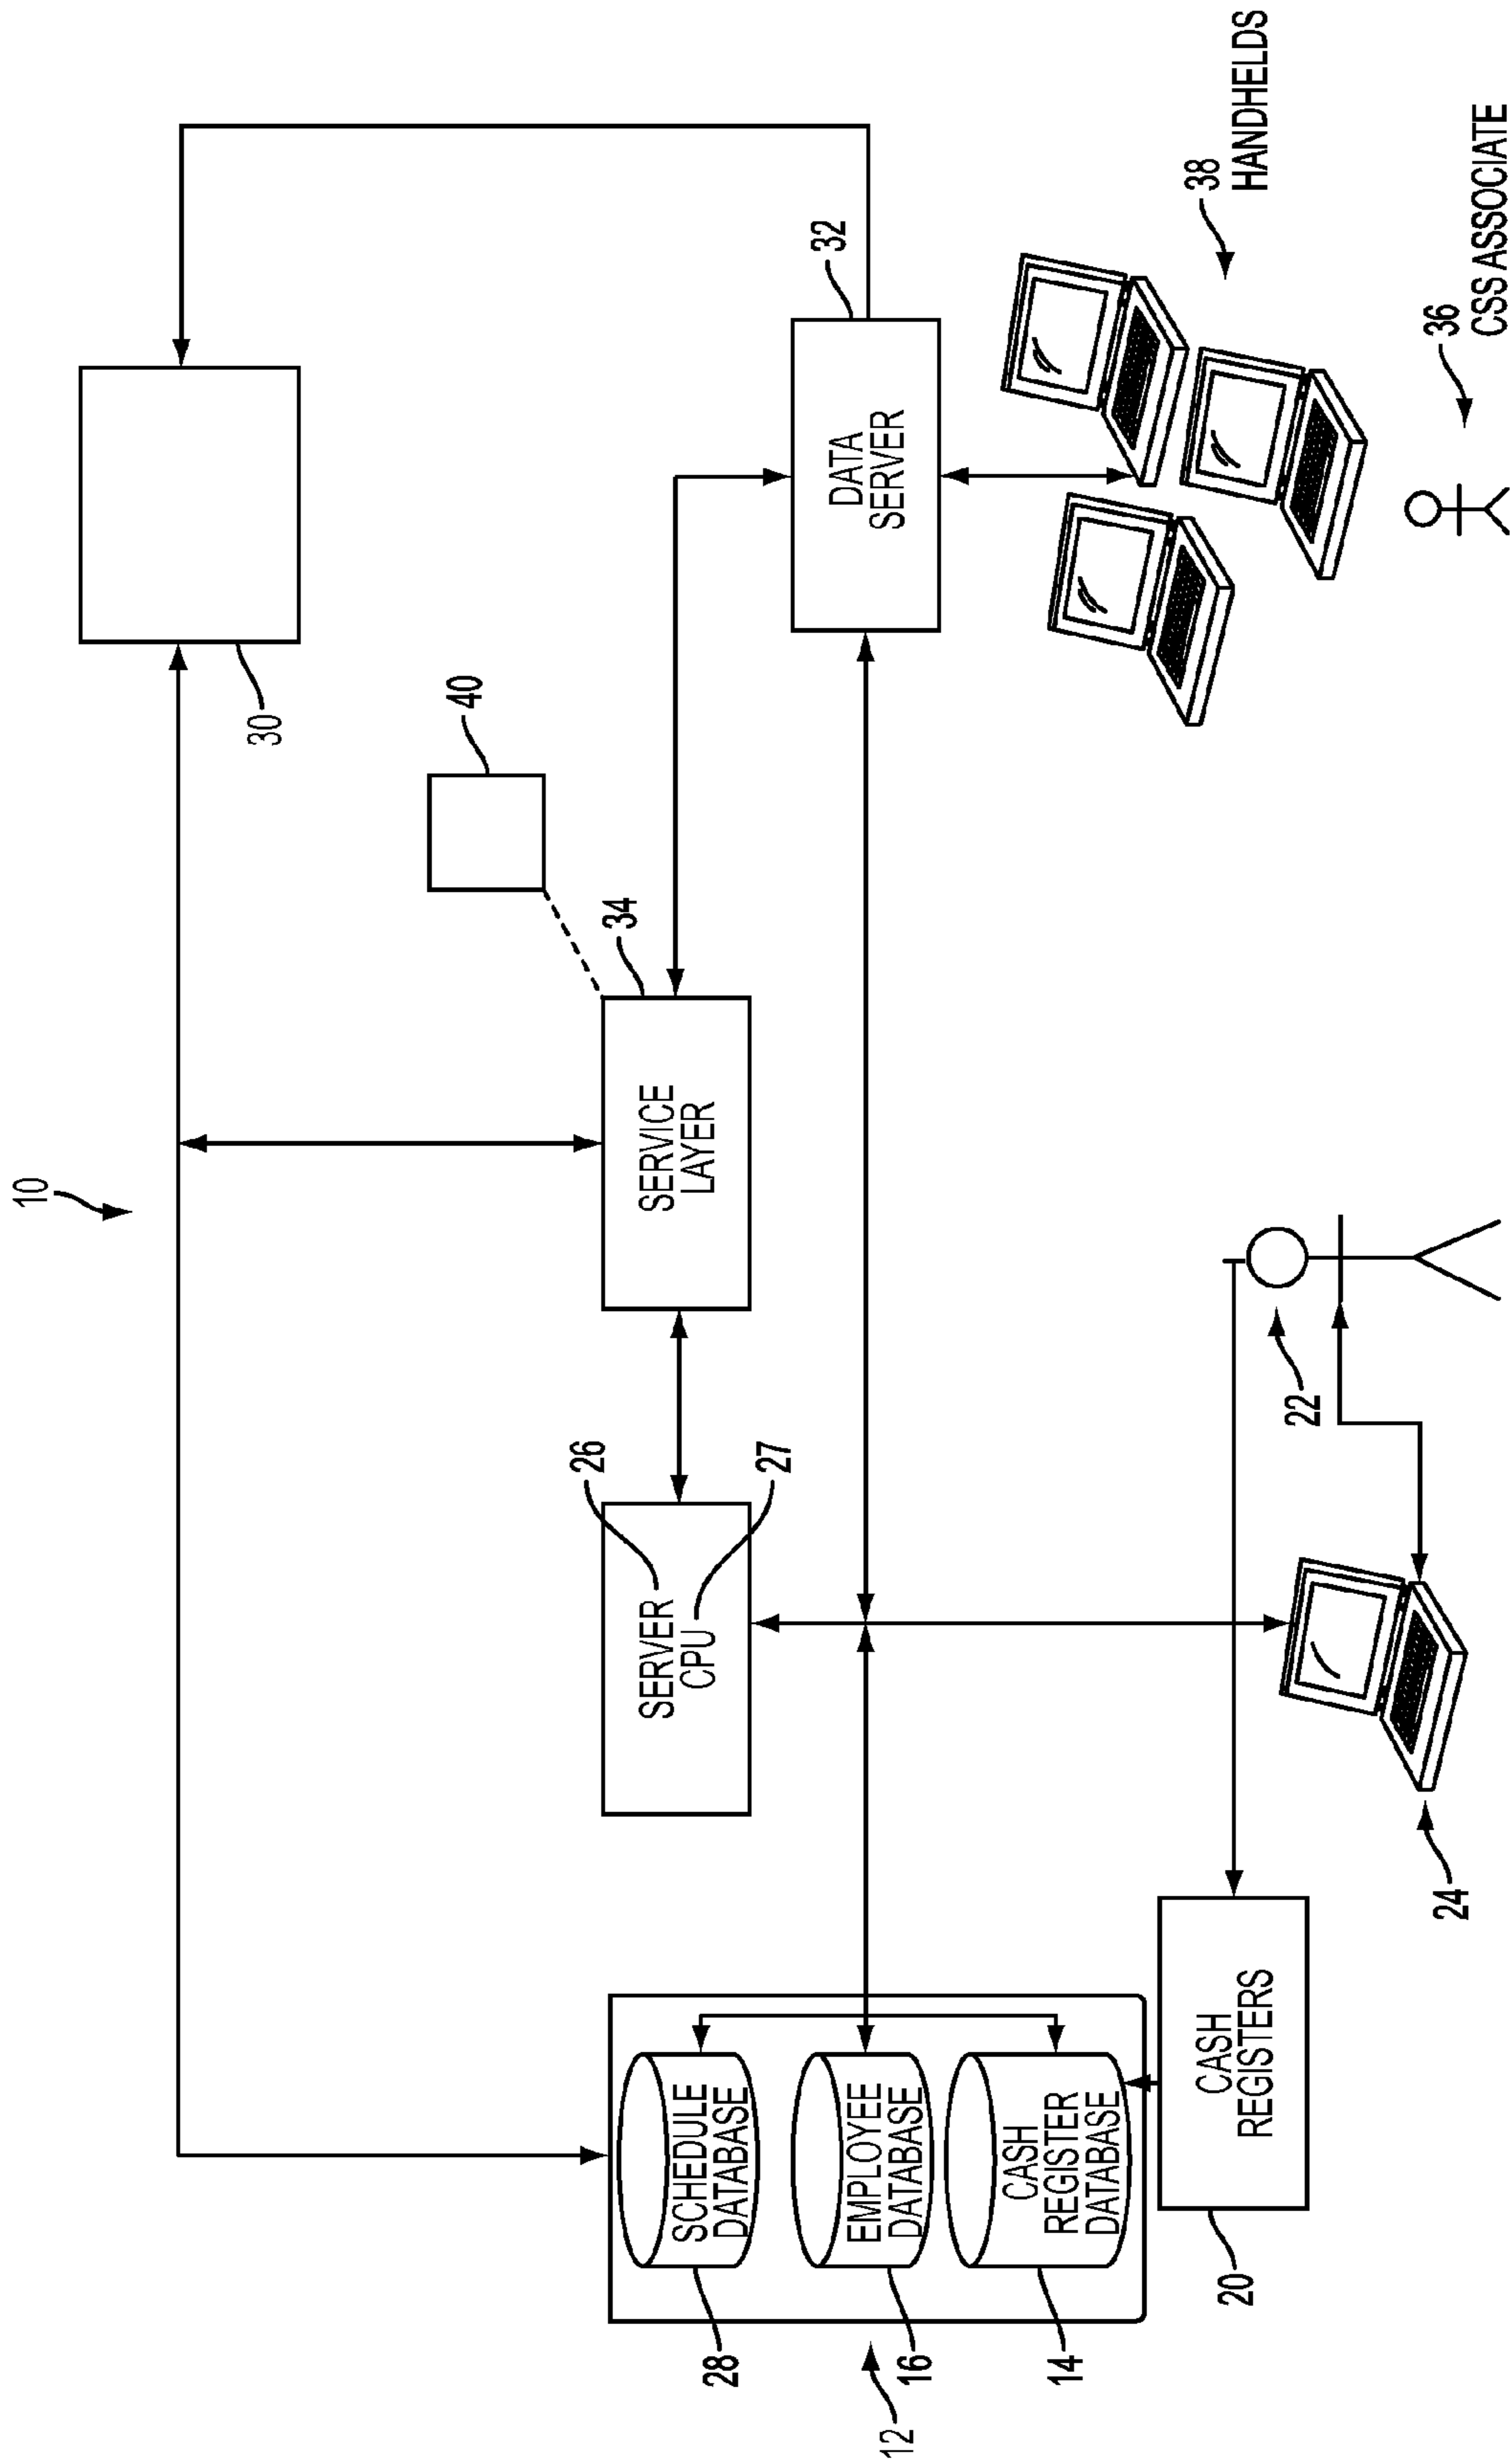 10
30
40
34
SERVICE
LAYER
26
SERVER
CPU
27
32
DATA
SERVER
38
HANDHELDS
36
CSS ASSOCIATE
28
SCHEDULE
DATABASE
16
EMPLOYEE
DATABASE
14
CASH
REGISTER
DATABASE
12
20
CASH
REGISTERS
22
24